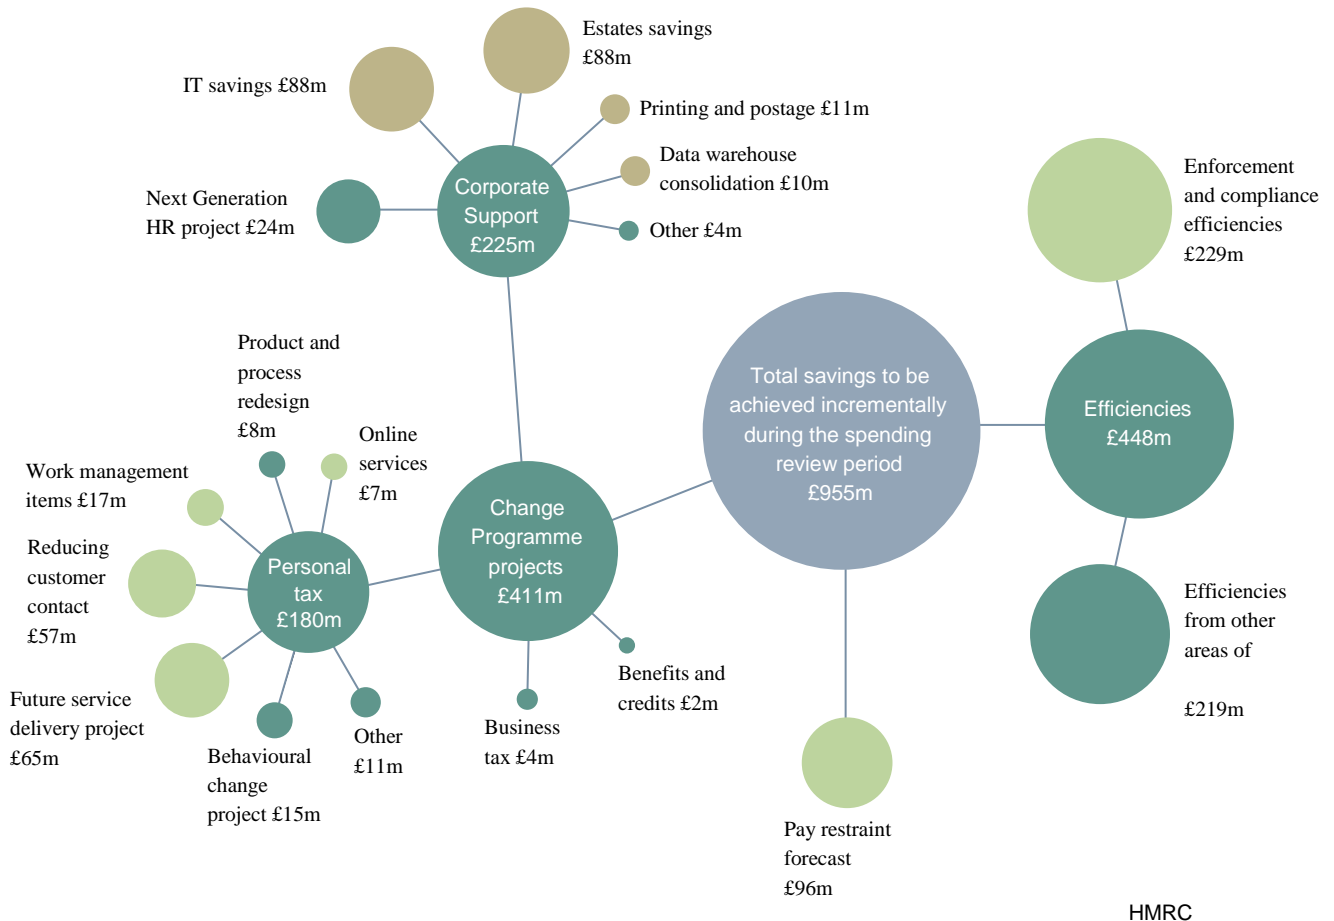 Estates savings
£88m
IT savings £88m
Printing and postage £11m
Data warehouse
consolidation £10m
Corporate
Support
£225m
Next Generation
HR project £24m
Other £4m
Enforcement
and compliance
efficiencies
£229m
Product and
process
redesign
£8m
Online
services
£7m
Work management
items £17m
Reducing
customer
contact
£57m
Personal
tax
£180m
Future service
delivery project
£65m
Behavioural
change
project £15m
Other
£11m
Change
Programme
projects
£411m
Business
tax £4m
Benefits and
credits £2m
Total savings to be
achieved incrementally
during the spending
review period
£955m
Efficiencies
£448m
Efficiencies
from other
areas of
£219m
Pay restraint
forecast
£96m
HMRC